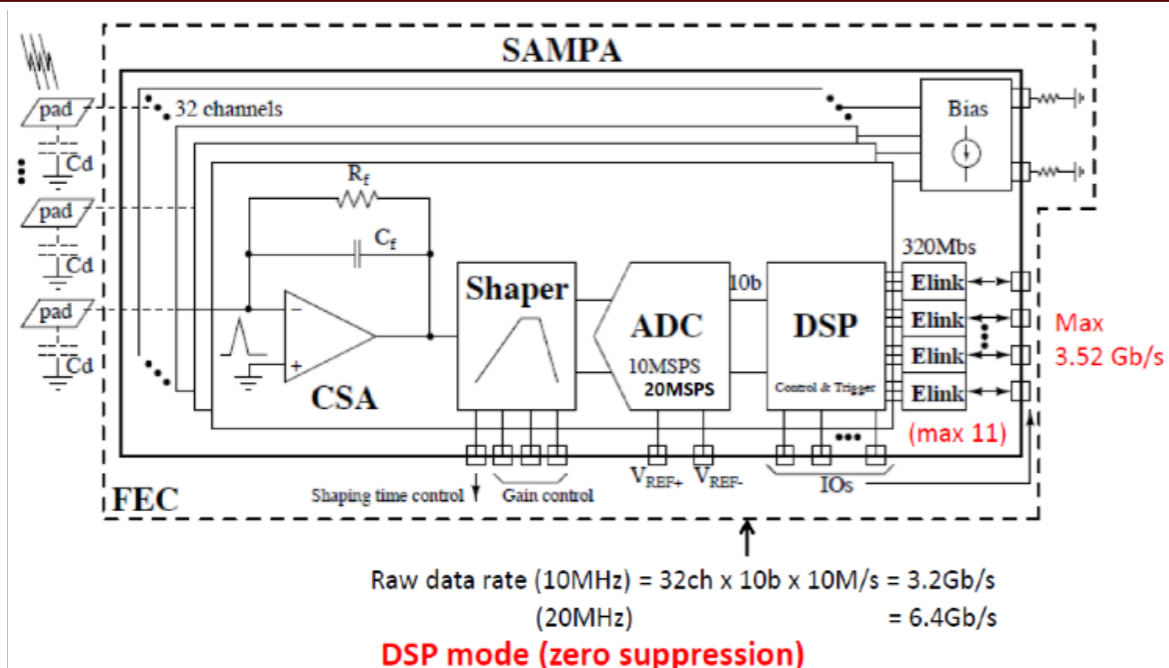 SAMPA
pad
32 channels
Bias
Cd
Rf
pad
Cf
320Mbs
Cd
Shaper
10b
Elink
pad
ADC
DSP
Elink
Max
−
10MSPS
Elink
3.52 Gb/s
+
20MSPS
Control & Trigger
Cd
CSA
Elink
(max 11)
VREF+ VREF-
IOs
Shaping time control
Gain control
FEC
Raw data rate (10MHz) = 32ch x 10b x 10M/s = 3.2Gb/s
(20MHz) = 6.4Gb/s
DSP mode (zero suppression)